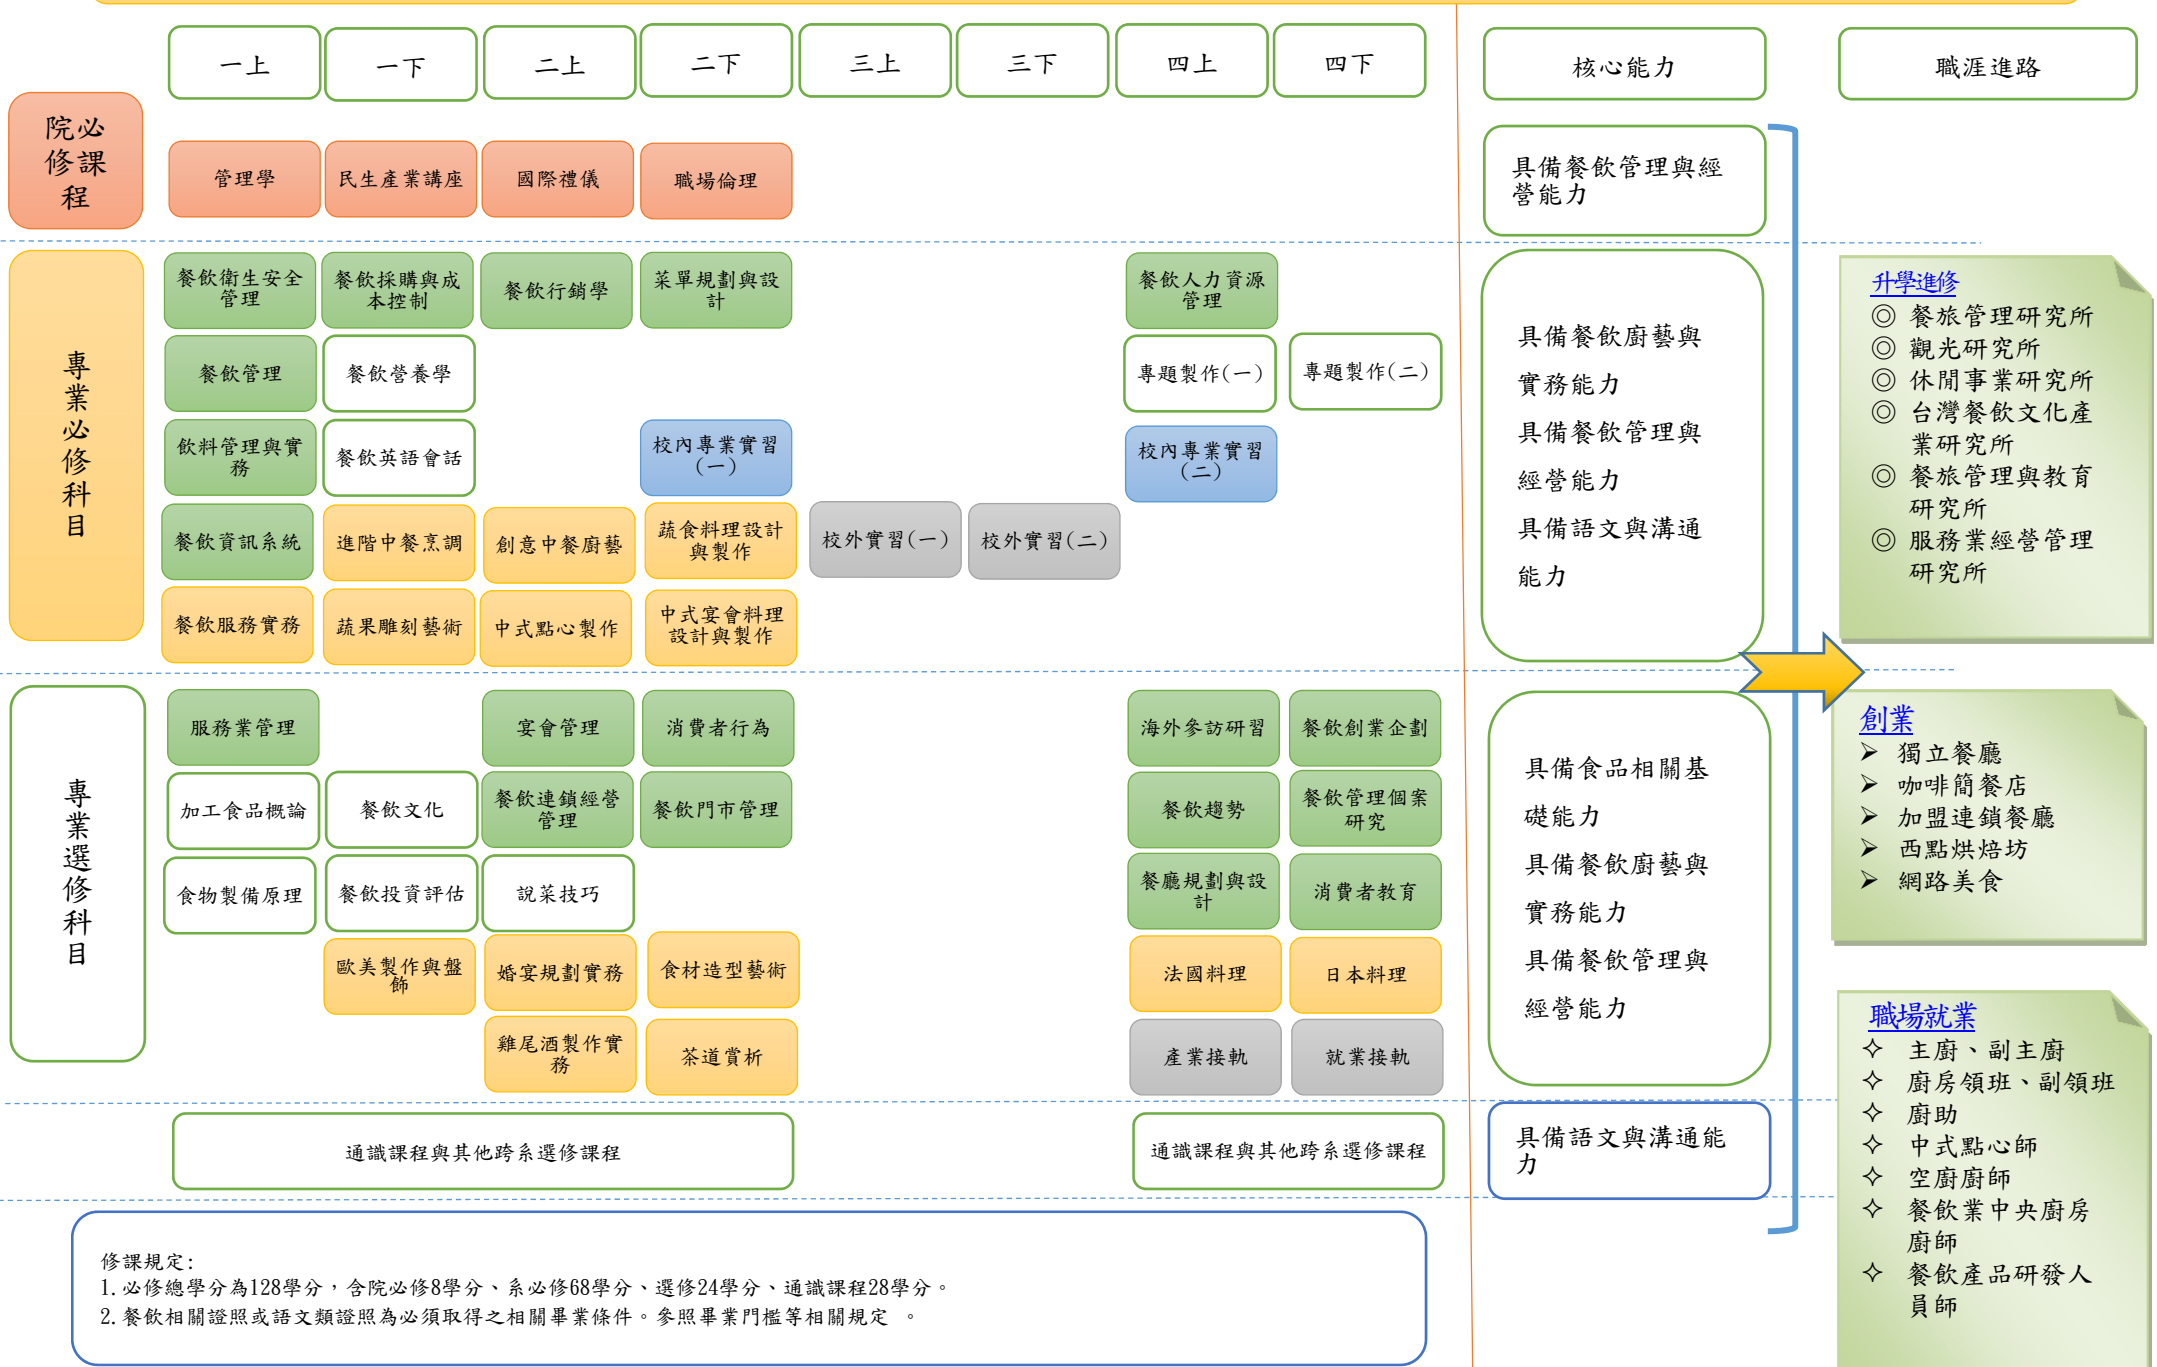 一上
一下
二上
二下
三上
三下
四上
四下
核心能力
職涯進路
院必
修課
程
管理學
民生產業講座
國際禮儀
職場倫理
具備餐飲管理與經
營能力
專業必修科目
餐飲衛生安全
管理
餐飲採購與成
本控制
餐飲行銷學
菜單規劃與設
計
餐飲人力資源
管理
餐飲管理
餐飲營養學
專題製作(一)
專題製作(二)
飲料管理與實
務
餐飲英語會話
校內專業實習
(一)
校內專業實習
(二)
餐飲資訊系統
進階中餐烹調
創意中餐廚藝
蔬食料理設計
與製作
校外實習(一)
校外實習(二)
餐飲服務實務
蔬果雕刻藝術
中式點心製作
中式宴會料理
設計與製作
具備餐飲廚藝與
實務能力
具備餐飲管理與
經營能力
具備語文與溝通
能力
升學進修
◎ 餐旅管理研究所
◎ 觀光研究所
◎ 休閒事業研究所
◎ 台灣餐飲文化產
業研究所
◎ 餐旅管理與教育
研究所
◎ 服務業經營管理
研究所
專業選修科目
服務業管理
宴會管理
消費者行為
海外參訪研習
餐飲創業企劃
加工食品概論
餐飲文化
餐飲連鎖經營
管理
餐飲門市管理
餐飲趨勢
餐飲管理個案
研究
食物製備原理
餐飲投資評估
說菜技巧
餐廳規劃與設
計
消費者教育
歐美製作與盤
飾
婚宴規劃實務
食材造型藝術
法國料理
日本料理
雞尾酒製作實
務
茶道賞析
產業接軌
就業接軌
具備食品相關基
礎能力
具備餐飲廚藝與
實務能力
具備餐飲管理與
經營能力
創業
➢ 獨立餐廳
➢ 咖啡簡餐店
➢ 加盟連鎖餐廳
➢ 西點烘焙坊
➢ 網路美食
通識課程與其他跨系選修課程
通識課程與其他跨系選修課程
具備語文與溝通能
力
職場就業
✧ 主廚、副主廚
✧ 廚房領班、副領班
✧ 廚助
✧ 中式點心師
✧ 空廚廚師
✧ 餐飲業中央廚房
廚師
✧ 餐飲產品研發人
員師
修課規定:
1.必修總學分為128學分，含院必修8學分、系必修68學分、選修24學分、通識課程28學分。
2.餐飲相關證照或語文類證照為必須取得之相關畢業條件。參照畢業門檻等相關規定 。